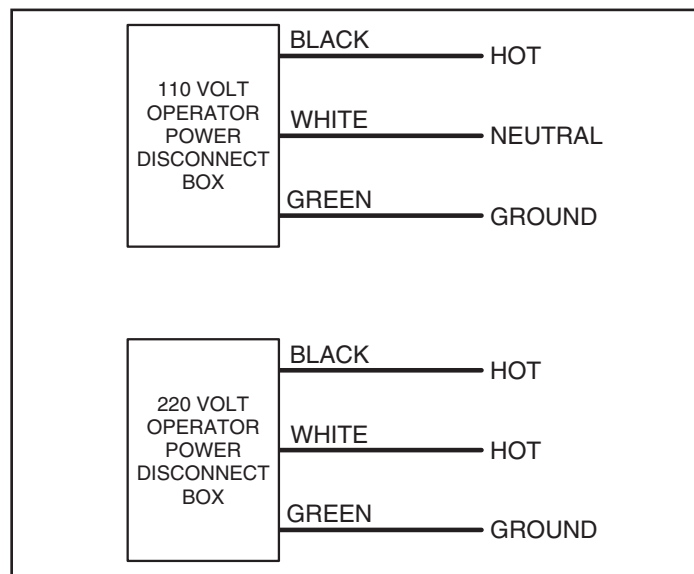 110 VOLT
OPERATOR
POWER
DISCONNECT
BOX
BLACK
HOT
WHITE
NEUTRAL
GREEN
GROUND
220 VOLT
OPERATOR
POWER
DISCONNECT
BOX
BLACK
HOT
WHITE
HOT
GREEN
GROUND